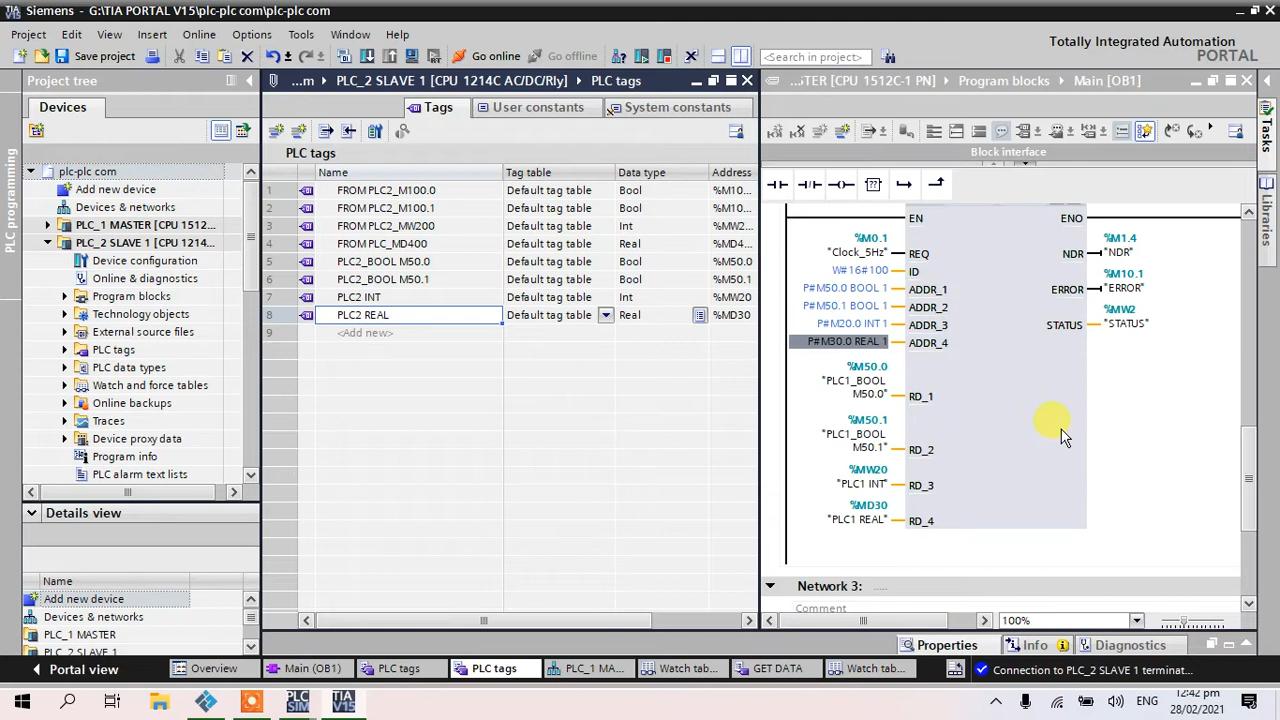 Siemens - G:\TIA PORTAL V15\plc-plc com\plc-plc com
Project Edit View Insert Online Options Tools Window Help
Totally Integrated Automation
PORTAL
Save project
Go online
Go offline
<Search in project>
Project tree
...m
PLC_2 SLAVE 1 [CPU 1214C AC/DC/Rly]
PLC tags
...TER [CPU 1512C-1 PN]
Program blocks
Main [OB1]
Devices
Tags
User constants
System constants
PLC programming
Tasks
Libraries
PLC tags
Block interface
plc-plc com
Add new device
Devices & networks
PLC_1 MASTER [CPU 1512...
PLC_2 SLAVE 1 [CPU 1214...
Device configuration
Online & diagnostics
Program blocks
Technology objects
External source files
PLC tags
PLC data types
Watch and force tables
Online backups
Traces
Device proxy data
Program info
PLC alarm text lists
Details view
Name
Add new device
Devices & networks
PLC_1 MASTER
PLC_2 SLAVE 1
Name Tag table Data type Address
1 FROM PLC2_M100.0 Default tag table Bool %M10...
2 FROM PLC2_M100.1 Default tag table Bool %M10...
3 FROM PLC2_MW200 Default tag table Int %MW2...
4 FROM PLC_MD400 Default tag table Real %MD4...
5 PLC2_BOOL M50.0 Default tag table Bool %M50.0
6 PLC2_BOOL M50.1 Default tag table Bool %M50.1
7 PLC2 INT Default tag table Int %MW20
8 PLC2 REAL Default tag table Real %MD30
9 <Add new>
EN ENO
%M0.1
"Clock_5Hz" REQ
W#16#100 ID
P#M50.0 BOOL 1 ADDR_1
P#M50.1 BOOL 1 ADDR_2
P#M20.0 INT 1 ADDR_3
P#M30.0 REAL 1 ADDR_4
%M50.0
"PLC1_BOOL
M50.0" RD_1
%M50.1
"PLC1_BOOL
M50.1" RD_2
%MW20
"PLC1 INT" RD_3
%MD30
"PLC1 REAL" RD_4
%M1.4
NDR "NDR"
%M10.1
ERROR "ERROR"
%MW2
STATUS "STATUS"
Network 3: .....
Comment
100%
Properties
Info
Diagnostics
Portal view
Overview
Main (OB1)
PLC tags
PLC tags
PLC_1 MA...
Watch tab...
GET DATA
Watch tab...
Connection to PLC_2 SLAVE 1 terminat...
PLC
SIM
TIA
V15
ENG
12:42 pm
28/02/2021